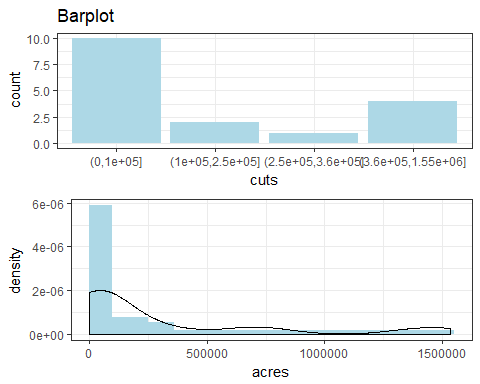 Barplot
count
10.0
7.5
5.0
2.5
0.0
(0,1e+05]
(1e+05,2.5e+05]
(2.5e+05,3.6e+05]
(3.6e+05,1.55e+06]
cuts
density
6e-06
4e-06
2e-06
0e+00
0
500000
1000000
1500000
acres